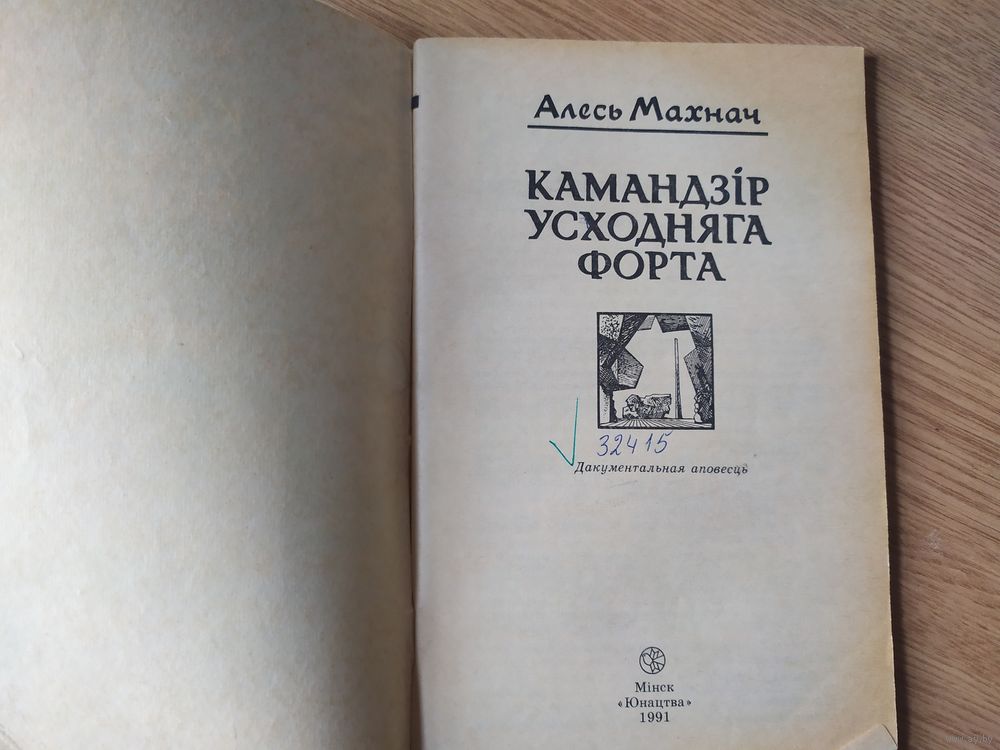 Алесь Махнач
КАМАНДЗІР
УСХОДНЯГА
ФОРТА
32415
Дакументальная аповесць
Мінск
«Юнацтва»
1991